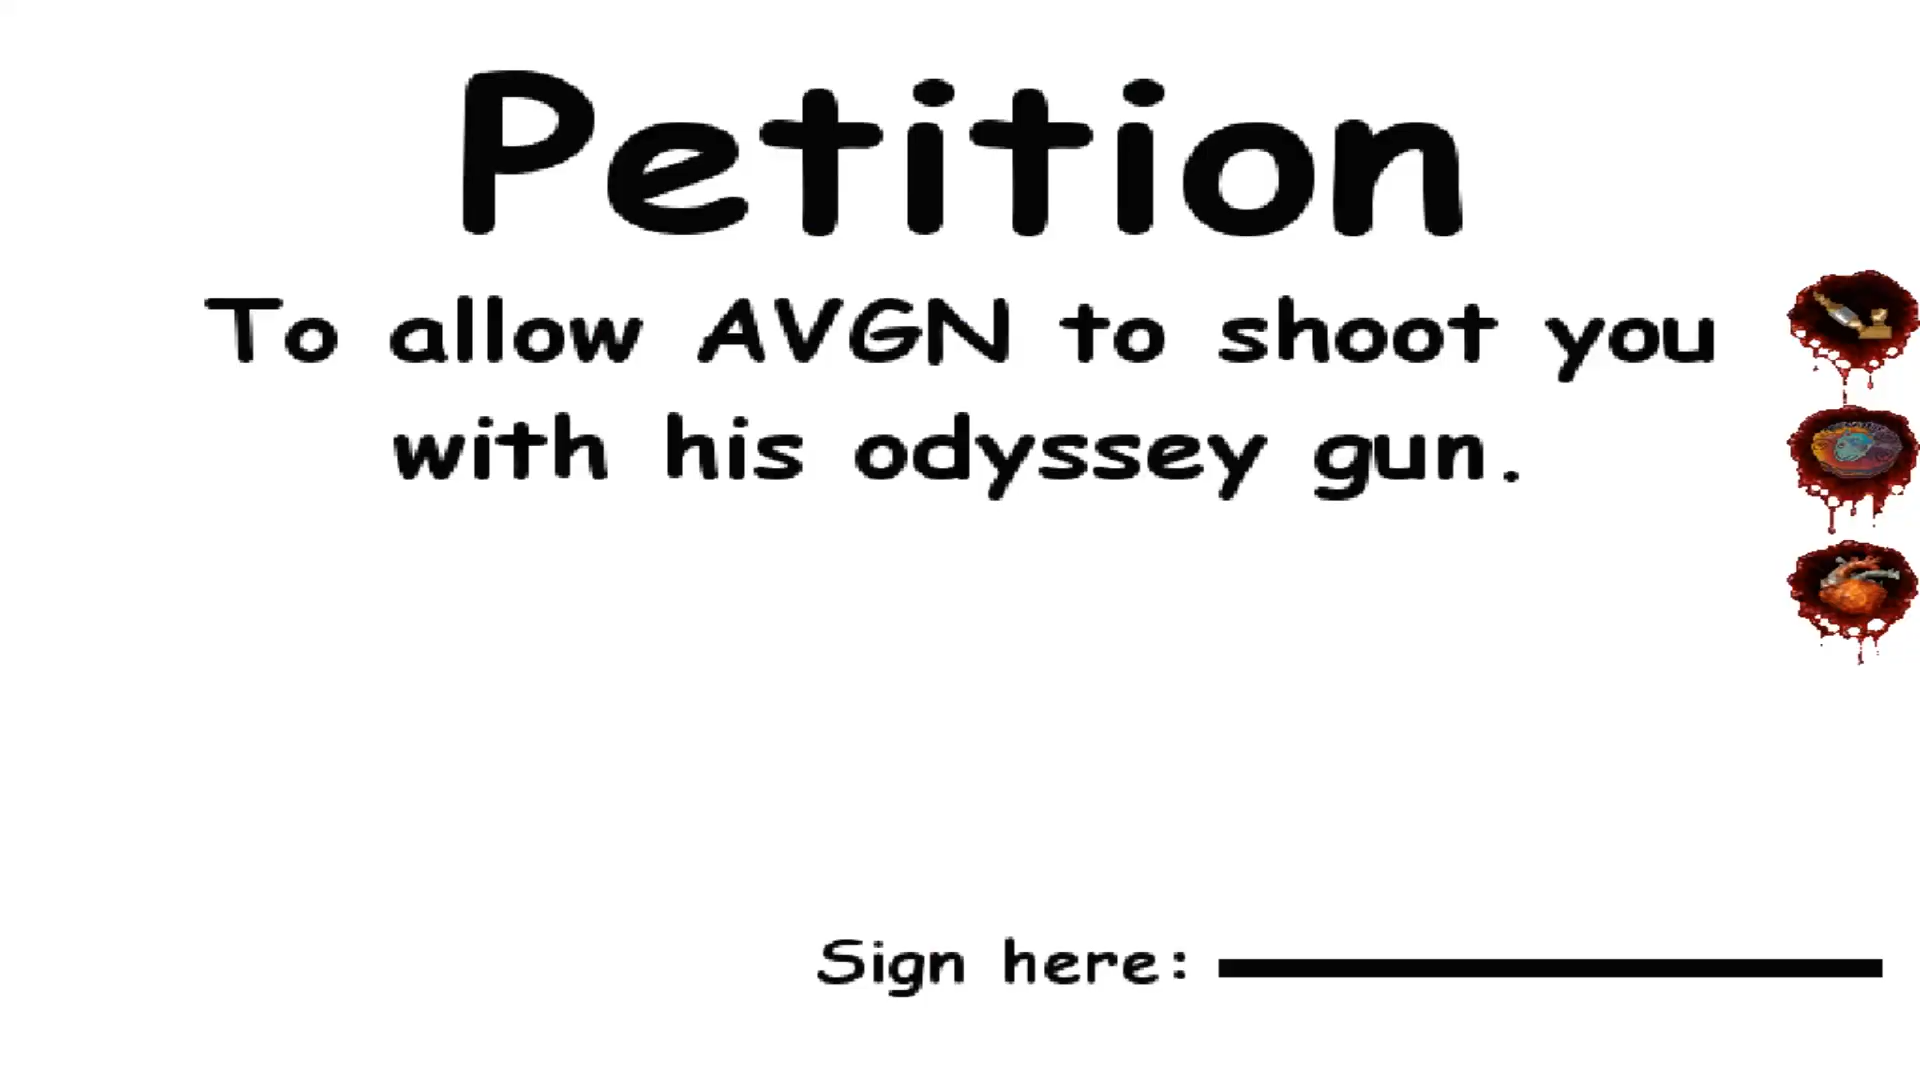 Petition
To allow AVGN to shoot you
with his odyssey gun.
Sign here: